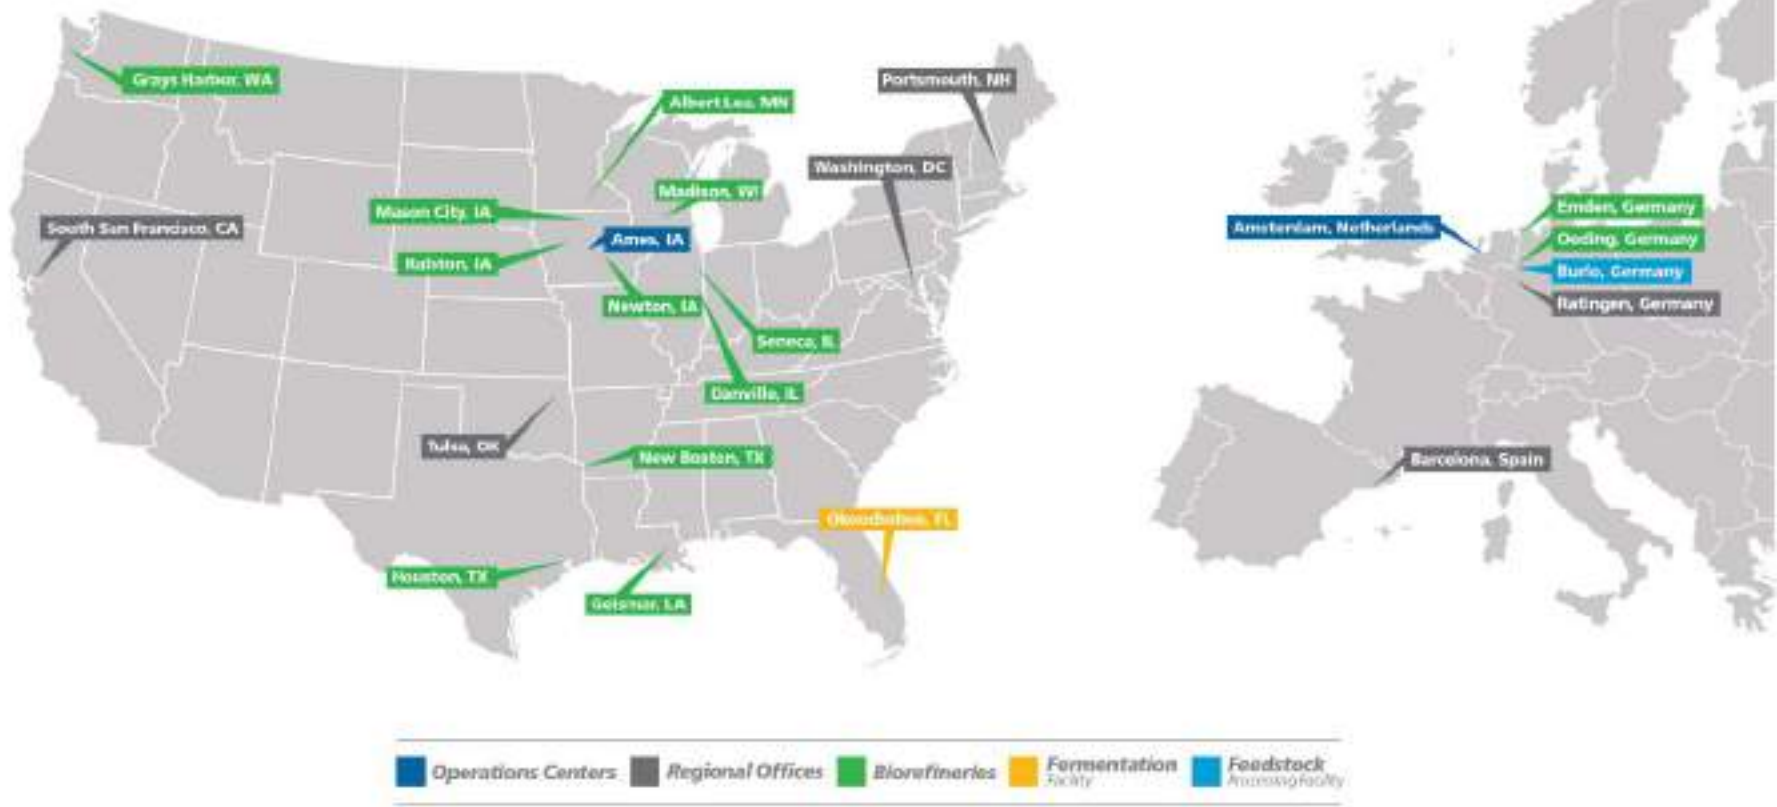 Grays Harbor, WA
Portsmouth, NH
Albert Lea, MN
Washington, DC
Madison, WI
Mason City, IA
South San Francisco, CA
Ames, IA
Ralston, IA
Newton, IA
Seneca, IL
Danville, IL
Tulsa, OK
New Boston, TX
Okeechobee, FL
Houston, TX
Geismar, LA
Emden, Germany
Amsterdam, Netherlands
Oeding, Germany
Burlo, Germany
Ratingen, Germany
Barcelona, Spain
Operations Centers
Regional Offices
Biorefineries
Fermentation
Facility
Feedstock
Processing Facility